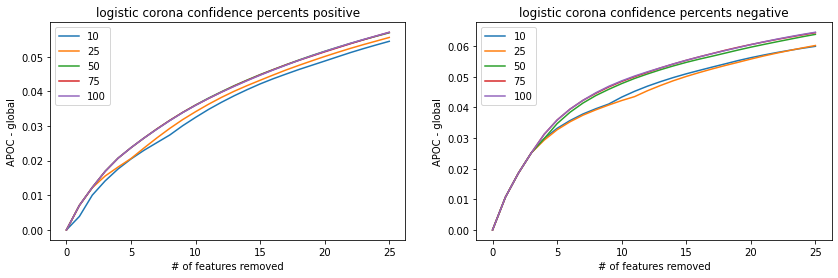 logistic corona confidence percents positive
APOC - global
0.05
0.04
0.03
0.02
0.01
0.00
10
25
50
75
100
0 5 10 15 20 25
# of features removed
logistic corona confidence percents negative
APOC - global
0.06
0.05
0.04
0.03
0.02
0.01
0.00
10
25
50
75
100
0 5 10 15 20 25
# of features removed